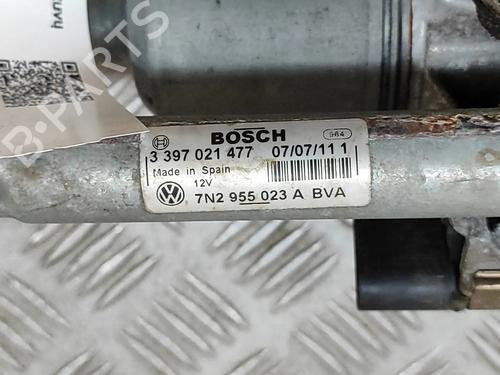 BOSCH 964
3 397 021 477 07/07/11 1
Made in Spain
12V
7N2 955 023 A BVA
B-PARTS